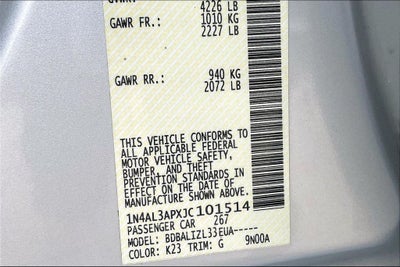 4226 LB
GAWR FR.: 1010 KG
2227 LB
GAWR RR.: 940 KG
2072 LB
THIS VEHICLE CONFORMS TO
ALL APPLICABLE FEDERAL
MOTOR VEHICLE SAFETY,
BUMPER, AND THEFT
PREVENTION STANDARDS IN
EFFECT ON THE DATE OF
MANUFACTURE SHOWN ABOVE.
1N4AL3APXJC101514
PASSENGER CAR 267
MODEL: BDBALIZL33EUA-----
COLOR: K23 TRIM: G 9N00A